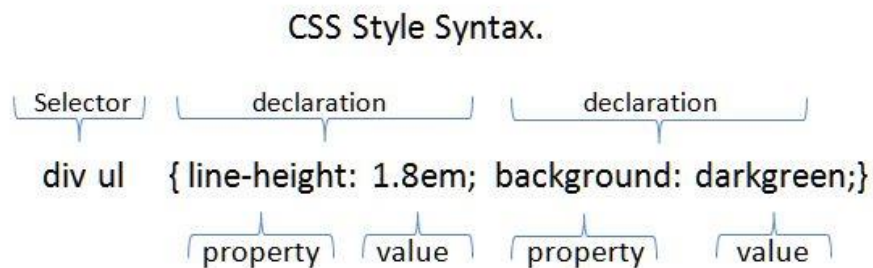 CSS Style Syntax.
Selector declaration declaration
div ul { line-height: 1.8em; background: darkgreen;}
property value property value